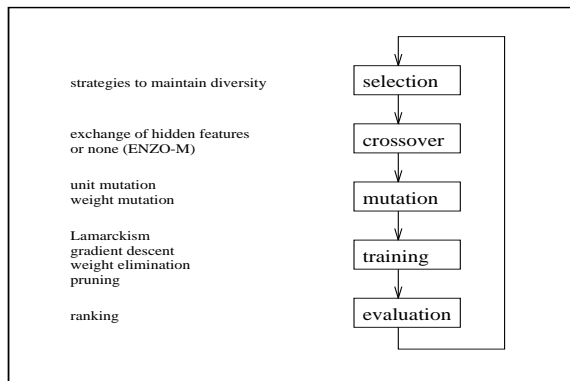 strategies to maintain diversity
selection
exchange of hidden features
or none (ENZO-M)
crossover
unit mutation
weight mutation
mutation
Lamarckism
gradient descent
weight elimination
pruning
training
ranking
evaluation